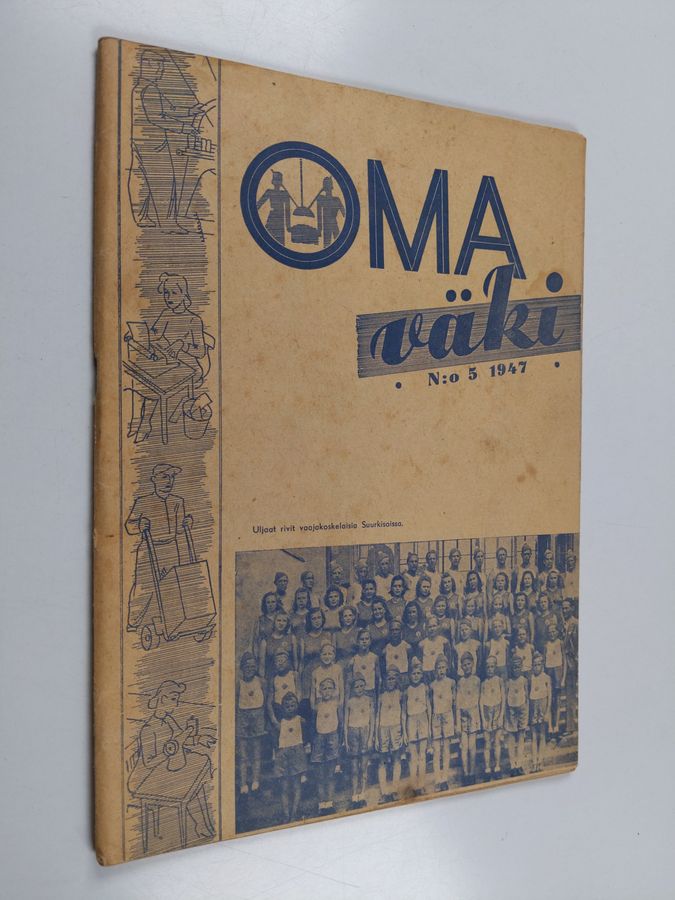 OMA
väki
N:o 5 1947
Uljaat rivit vaajakoskelaisia Suurkisoissa.